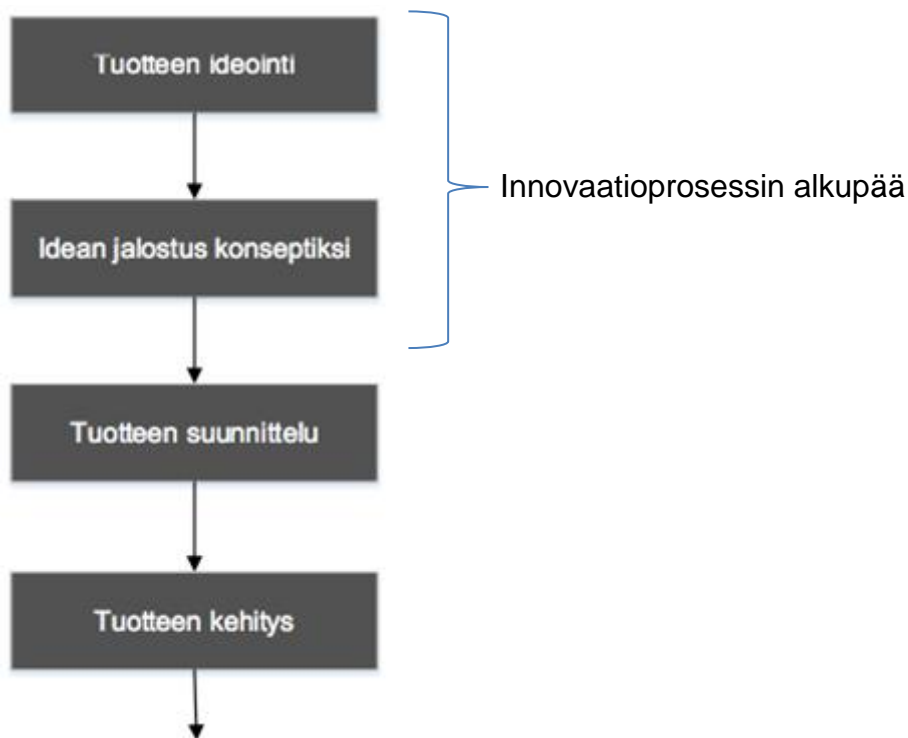 Tuotteen ideointi
Innovaatioprosessin alkupää
Idean jalostus konseptiksi
Tuotteen suunnittelu
Tuotteen kehitys